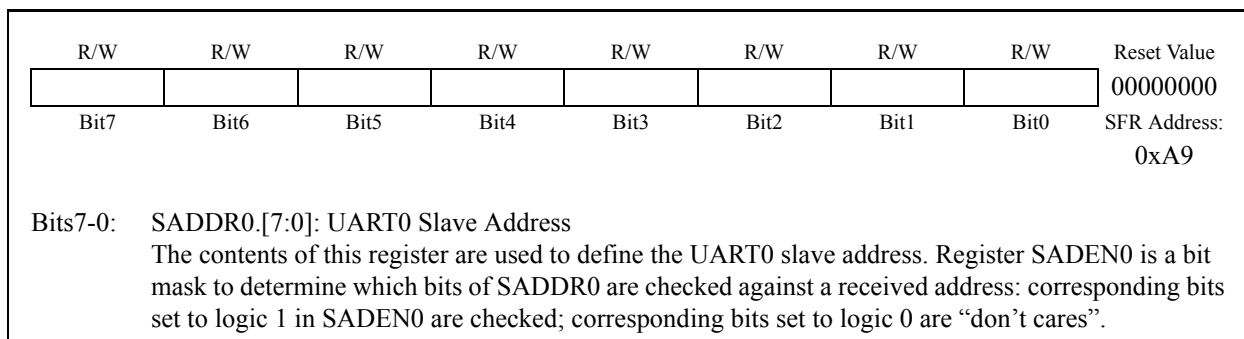 R/W R/W R/W R/W R/W R/W R/W R/W Reset Value
00000000
Bit7 Bit6 Bit5 Bit4 Bit3 Bit2 Bit1 Bit0 SFR Address:
0xA9
Bits7-0: SADDR0.[7:0]: UART0 Slave Address
The contents of this register are used to define the UART0 slave address. Register SADEN0 is a bit
mask to determine which bits of SADDR0 are checked against a received address: corresponding bits
set to logic 1 in SADEN0 are checked; corresponding bits set to logic 0 are “don’t cares”.